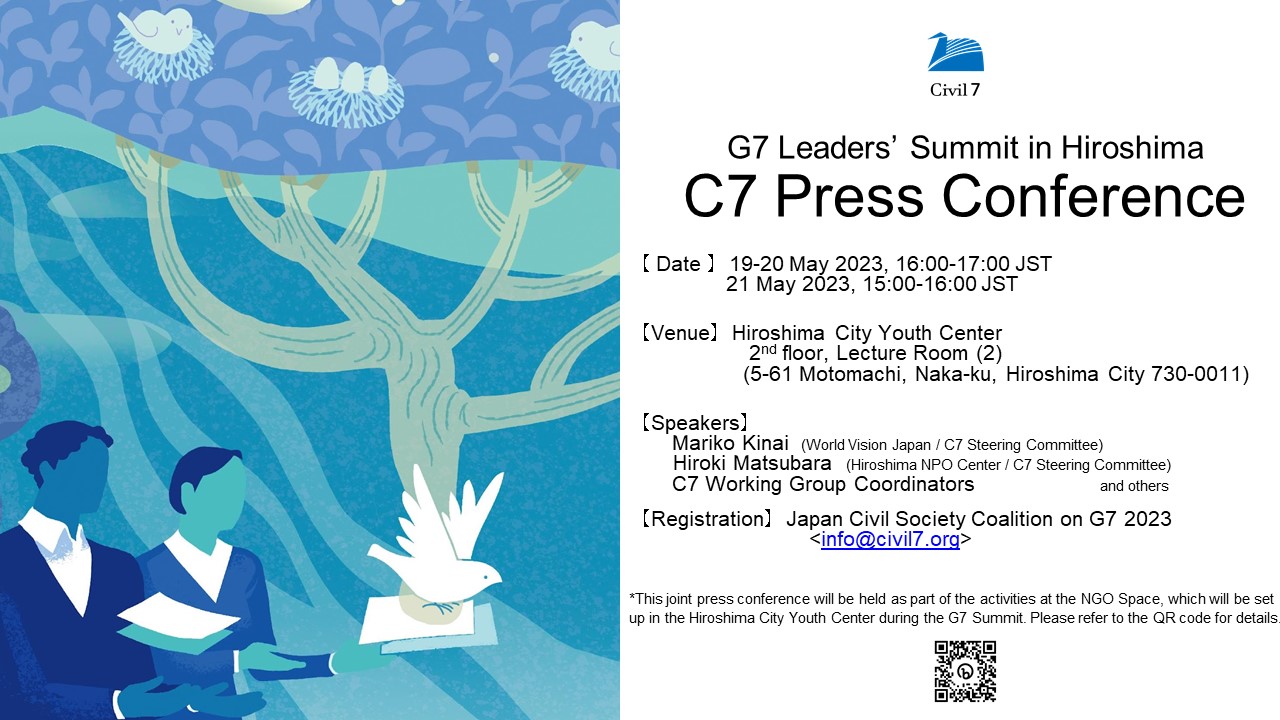 Civil 7
G7 Leaders’ Summit in Hiroshima
C7 Press Conference
【 Date 】 19-20 May 2023, 16:00-17:00 JST
21 May 2023, 15:00-16:00 JST
【Venue】 Hiroshima City Youth Center
2nd floor, Lecture Room (2)
(5-61 Motomachi, Naka-ku, Hiroshima City 730-0011)
【Speakers】
Mariko Kinai (World Vision Japan / C7 Steering Committee)
Hiroki Matsubara (Hiroshima NPO Center / C7 Steering Committee)
C7 Working Group Coordinators and others
【Registration】 Japan Civil Society Coalition on G7 2023
<info@civil7.org>
*This joint press conference will be held as part of the activities at the NGO Space, which will be set
up in the Hiroshima City Youth Center during the G7 Summit. Please refer to the QR code for details.